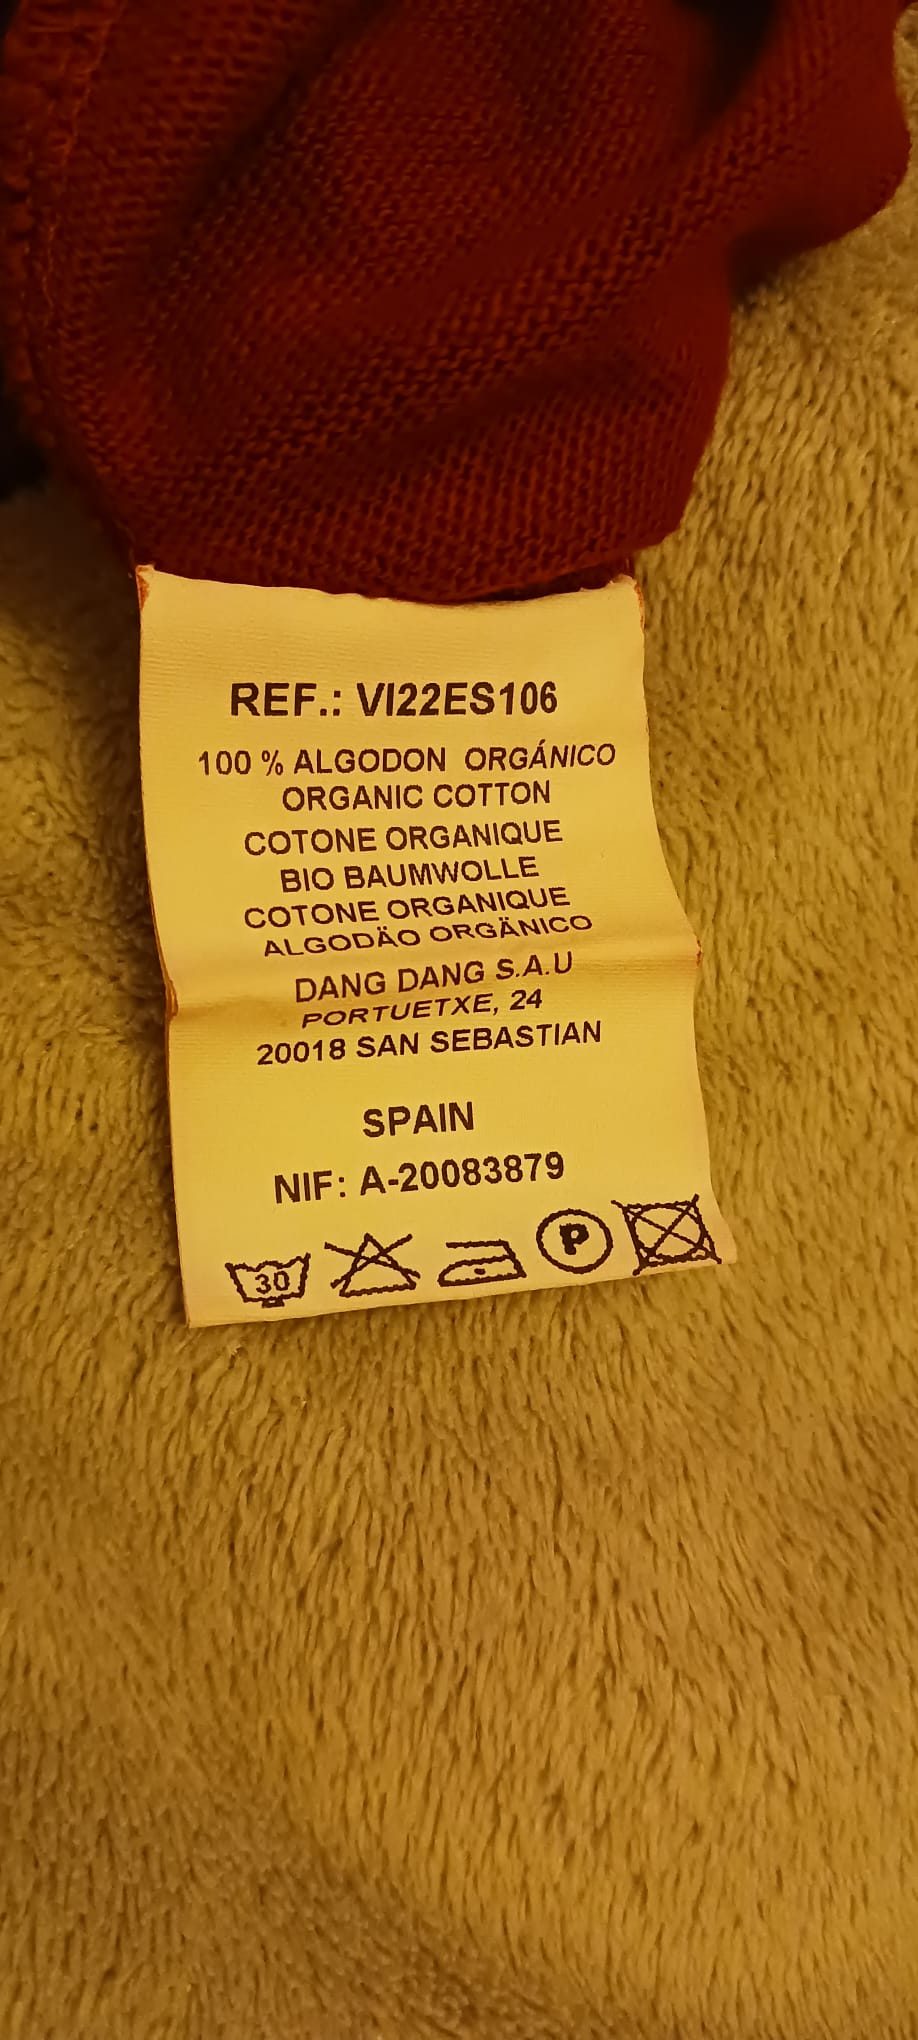 REF.: VI22ES106
100 % ALGODON ORGÁNICO
ORGANIC COTTON
COTONE ORGANIQUE
BIO BAUMWOLLE
COTONE ORGANIQUE
ALGODÄO ORGÄNICO
DANG DANG S.A.U
PORTUETXE, 24
20018 SAN SEBASTIAN
SPAIN
NIF: A-20083879
30 P